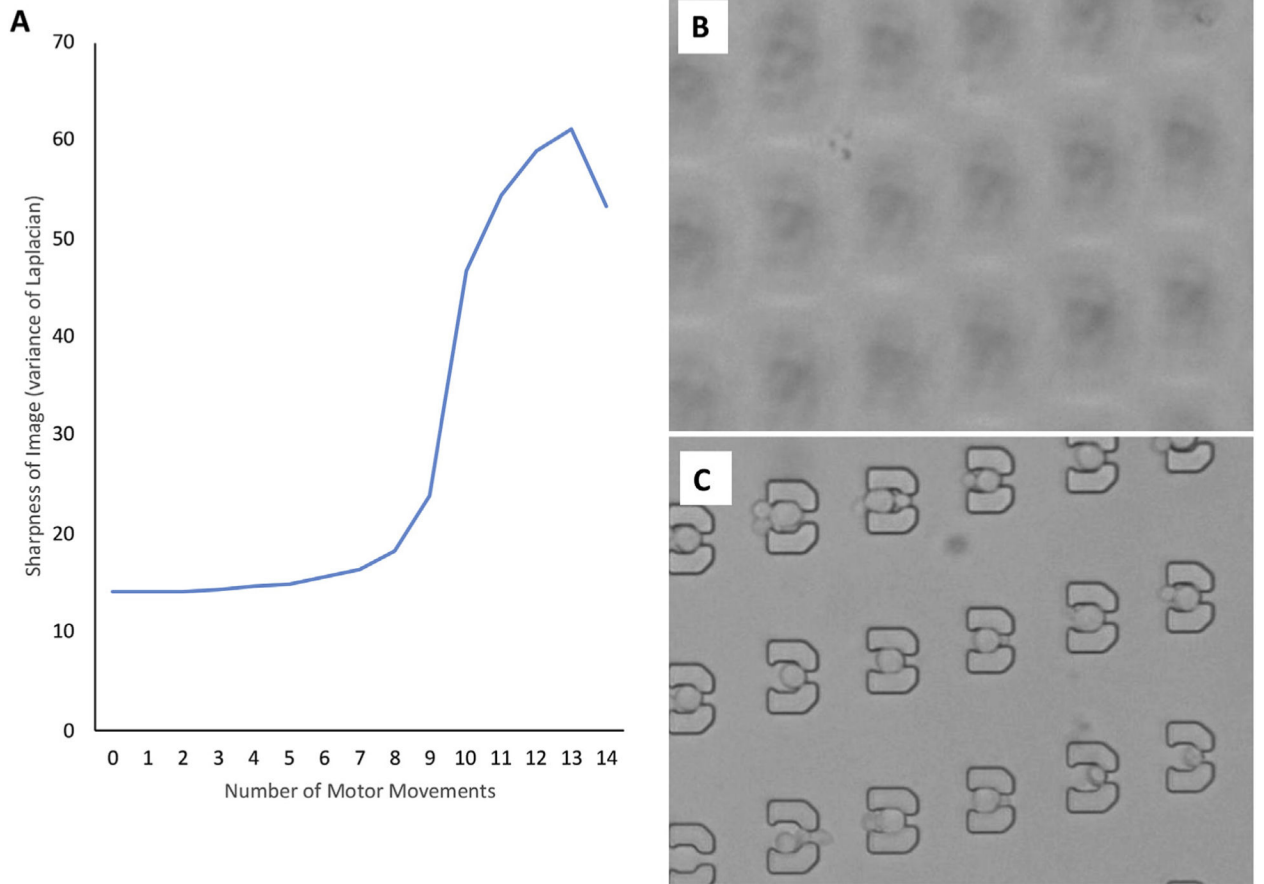 A
70
60
50
40
30
20
10
0
Sharpness of Image (variance of Laplacian)
0 1 2 3 4 5 6 7 8 9 10 11 12 13 14
Number of Motor Movements
B
C